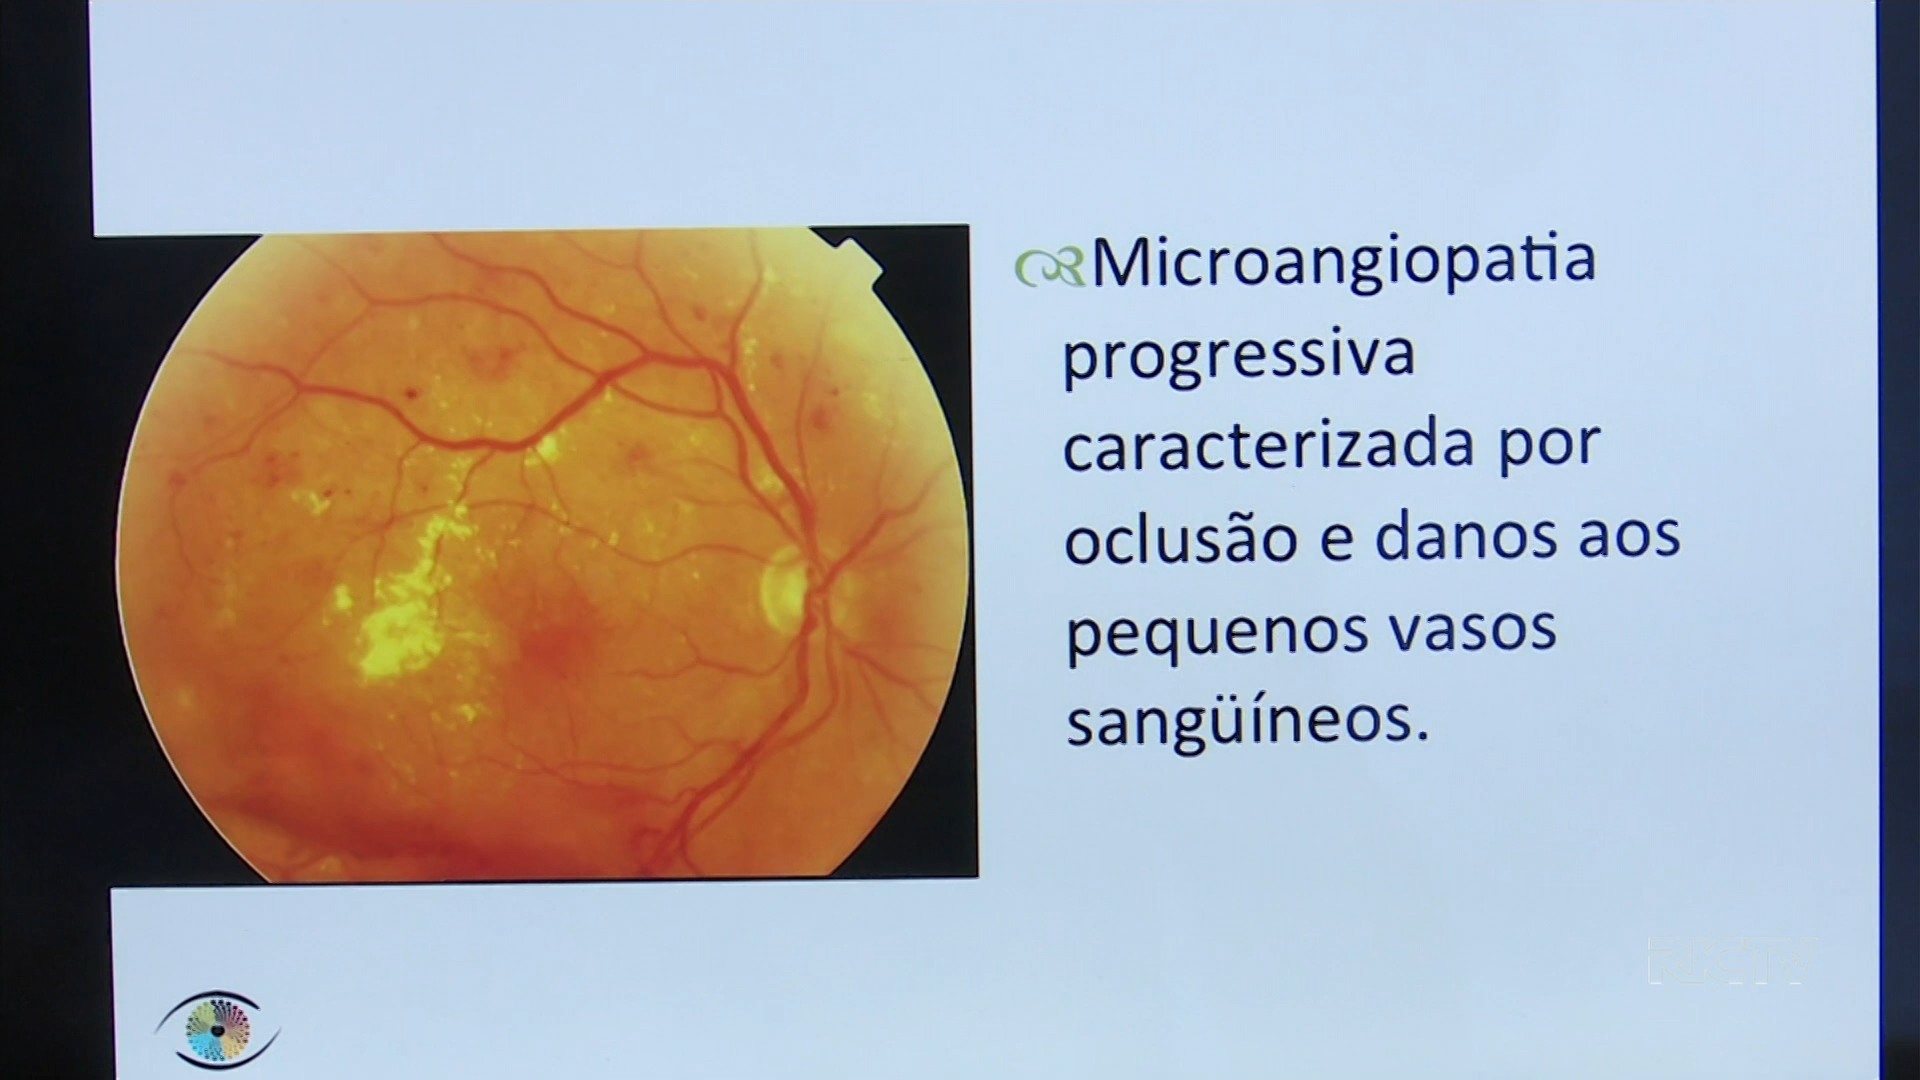 Microangiopatia
progressiva
caracterizada por
oclusão e danos aos
pequenos vasos
sangüíneos.